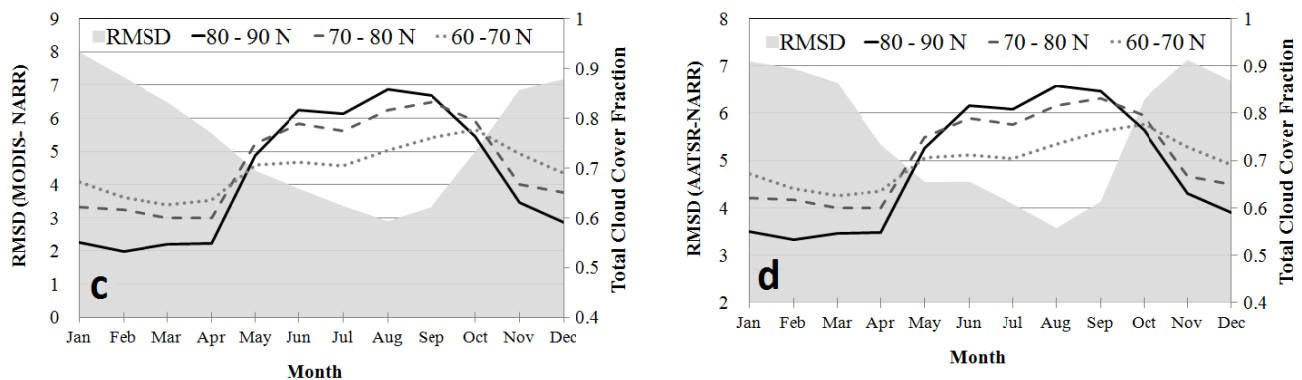 RMSD (MODIS- NARR)
9
8
7
6
5
4
3
2
1
0
RMSD 80 - 90 N 70 - 80 N 60 -70 N
c
1
0.9
0.8
0.7
0.6
0.5
0.4
Total Cloud Cover Fraction
Jan Feb Mar Apr May Jun Jul Aug Sep Oct Nov Dec
Month
RMSD (AATSR-NARR)
8
7
6
5
4
3
2
RMSD 80 - 90 N 70 - 80 N 60 -70 N
d
1
0.9
0.8
0.7
0.6
0.5
0.4
Total Cloud Cover Fraction
Jan Feb Mar Apr May Jun Jul Aug Sep Oct Nov Dec
Month